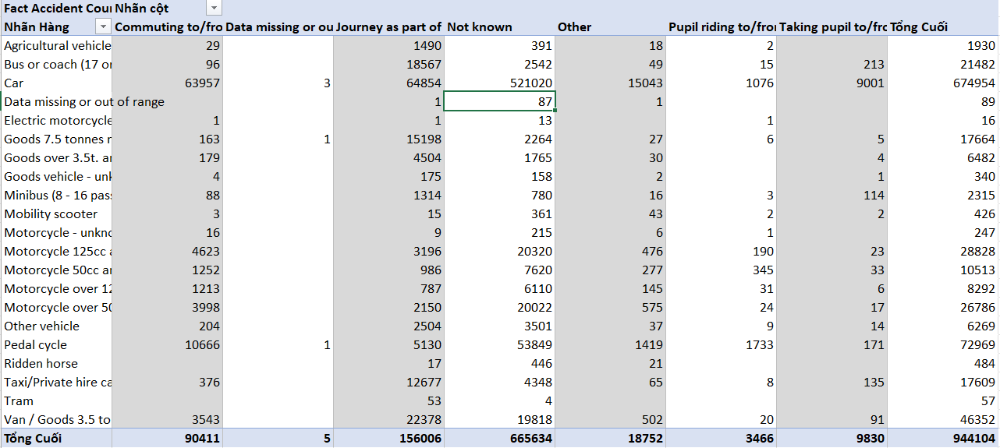 Fact Accident Cou Nhãn cột
Nhãn Hàng Commuting to/fro Data missing or ou Journey as part of Not known Other Pupil riding to/fro Taking pupil to/fro Tổng Cuối
Agricultural vehicle 29 1490 391 18 2 1930
Bus or coach (17 or 96 18567 2542 49 15 213 21482
Car 63957 3 64854 521020 15043 1076 9001 674954
Data missing or out of range 1 87 1 89
Electric motorcycle 1 1 13 1 16
Goods 7.5 tonnes 163 1 15198 2264 27 6 5 17664
Goods over 3.5t. 179 4504 1765 30 4 6482
Goods vehicle - unk 4 175 158 2 1 340
Minibus (8 - 16 pas 88 1314 780 16 3 114 2315
Mobility scooter 3 15 361 43 2 2 426
Motorcycle - unkno 16 9 215 6 1 247
Motorcycle 125cc 4623 3196 20320 476 190 23 28828
Motorcycle 50cc 1252 986 7620 277 345 33 10513
Motorcycle over 12 1213 787 6110 145 31 6 8292
Motorcycle over 50 3998 2150 20022 575 24 17 26786
Other vehicle 204 2504 3501 37 9 14 6269
Pedal cycle 10666 1 5130 53849 1419 1733 171 72969
Ridden horse 17 446 21 484
Taxi/Private hire ca 376 12677 4348 65 8 135 17609
Tram 53 4 57
Van / Goods 3.5 to 3543 22378 19818 502 20 91 46352
Tổng Cuối 90411 5 156006 665634 18752 3466 9830 944104